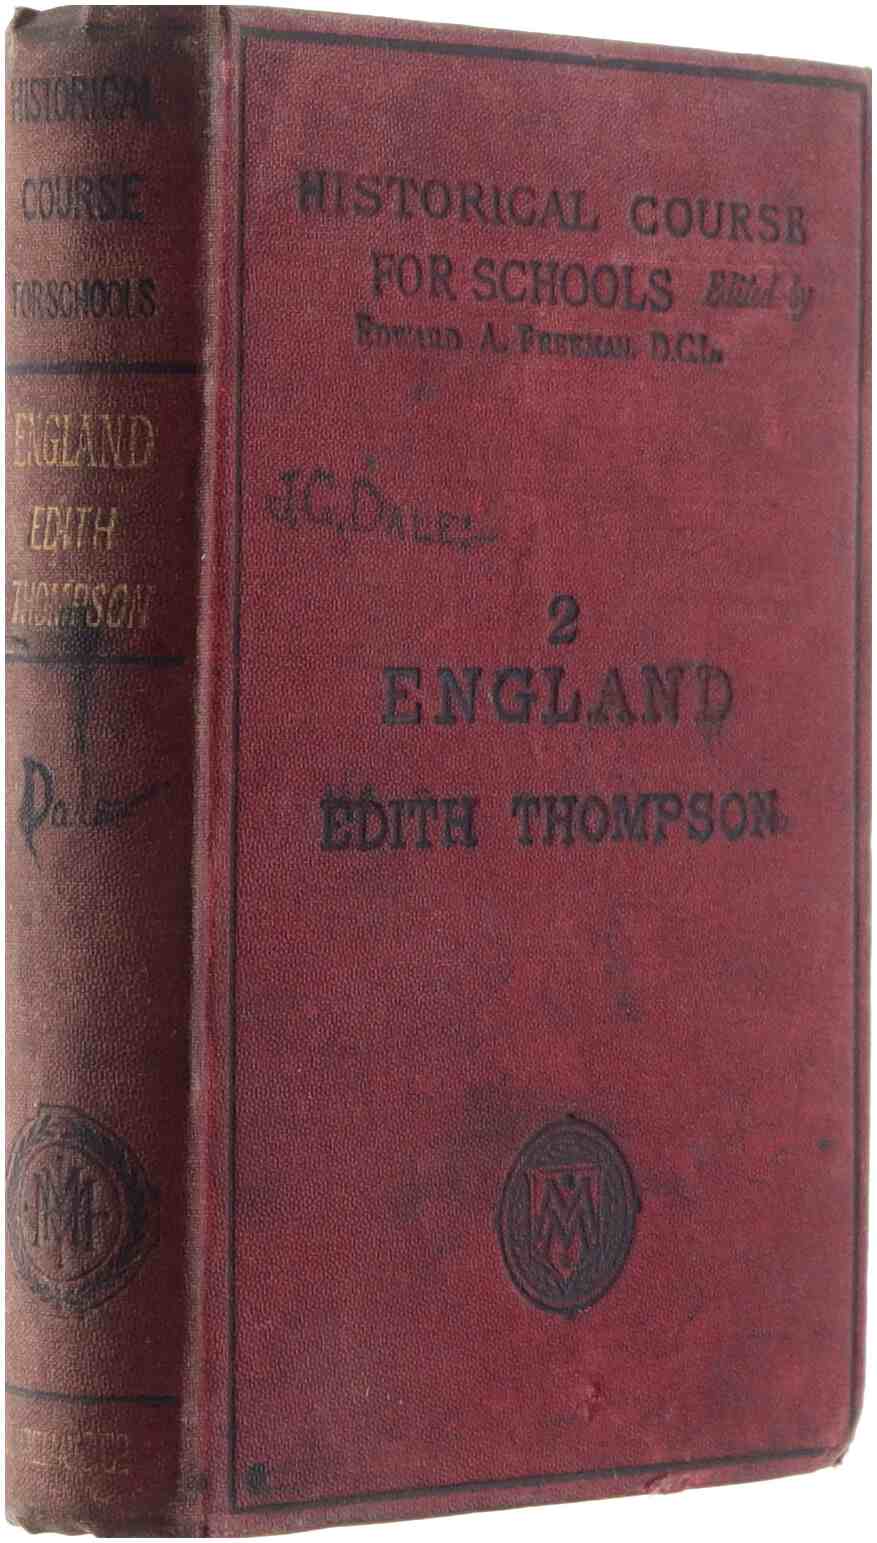 HISTORICAL
COURSE
FOR SCHOOLS
ENGLAND
EDITH
THOMPSON
Dale
HISTORICAL COURSE
FOR SCHOOLS Edited by
EDWARD A. FREEMAN, D.C.L.
J.G. DALE
2
ENGLAND
EDITH THOMPSON